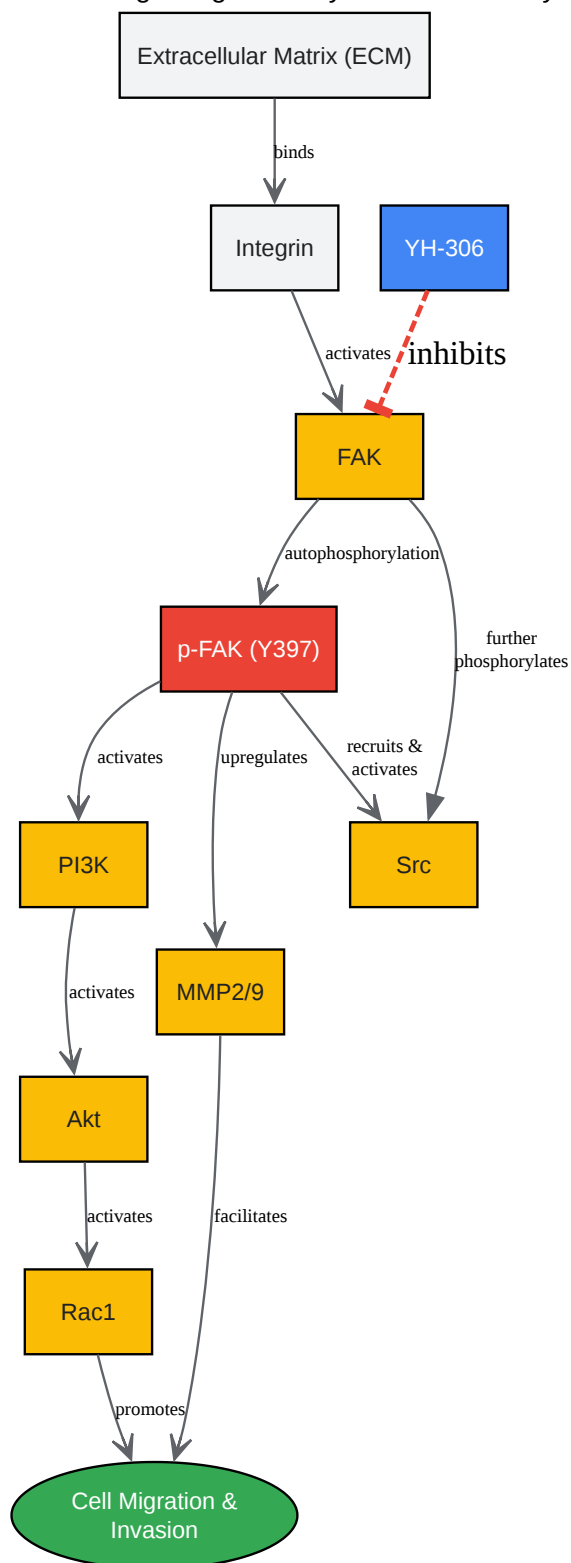 Extracellular Matrix (ECM)
binds
Integrin
YH-306
activates
inhibits
FAK
autophosphorylation
further
phosphorylates
p-FAK (Y397)
activates
upregulates
recruits &
activates
PI3K
Src
activates
MMP2/9
Akt
activates
facilitates
Rac1
promotes
Cell Migration &
Invasion